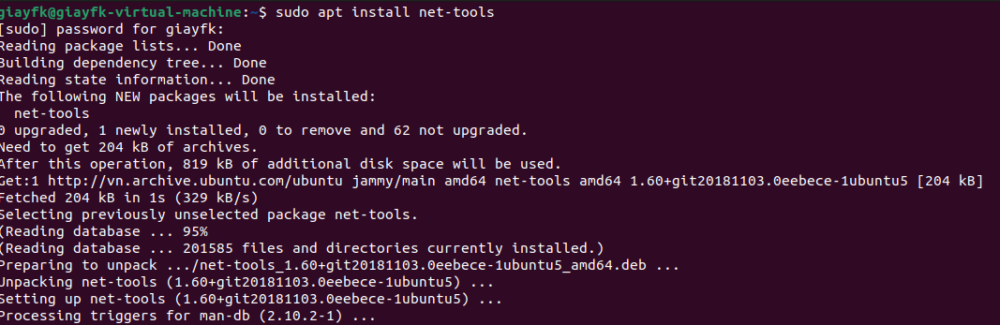 giayfk@giayfk-virtual-machine:~$ sudo apt install net-tools
[sudo] password for giayfk:
Reading package lists... Done
Building dependency tree... Done
Reading state information... Done
The following NEW packages will be installed:
  net-tools
0 upgraded, 1 newly installed, 0 to remove and 62 not upgraded.
Need to get 204 kB of archives.
After this operation, 819 kB of additional disk space will be used.
Get:1 http://vn.archive.ubuntu.com/ubuntu jammy/main amd64 net-tools amd64 1.60+git20181103.0eebece-1ubuntu5 [204 kB]
Fetched 204 kB in 1s (329 kB/s)
Selecting previously unselected package net-tools.
(Reading database ... 95%
(Reading database ... 201585 files and directories currently installed.)
Preparing to unpack .../net-tools_1.60+git20181103.0eebece-1ubuntu5_amd64.deb ...
Unpacking net-tools (1.60+git20181103.0eebece-1ubuntu5) ...
Setting up net-tools (1.60+git20181103.0eebece-1ubuntu5) ...
Processing triggers for man-db (2.10.2-1) ...